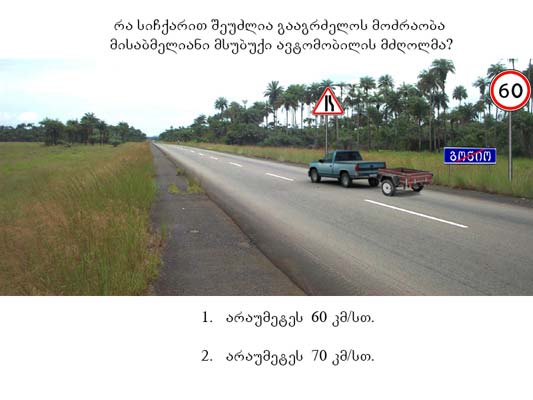 რა სიჩქარით შეუძლია გააგრძელოს მოძრაობა
მისაბმელიანი მსუბუქი ავტომობილის მძღოლმა?
60
გონიო
1. არაუმეტეს 60 კმ/სთ.
2. არაუმეტეს 70 კმ/სთ.